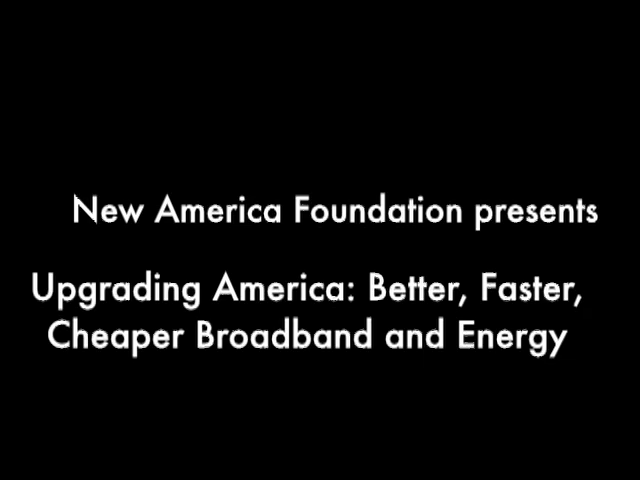 New America Foundation presents
Upgrading America: Better, Faster,
Cheaper Broadband and Energy